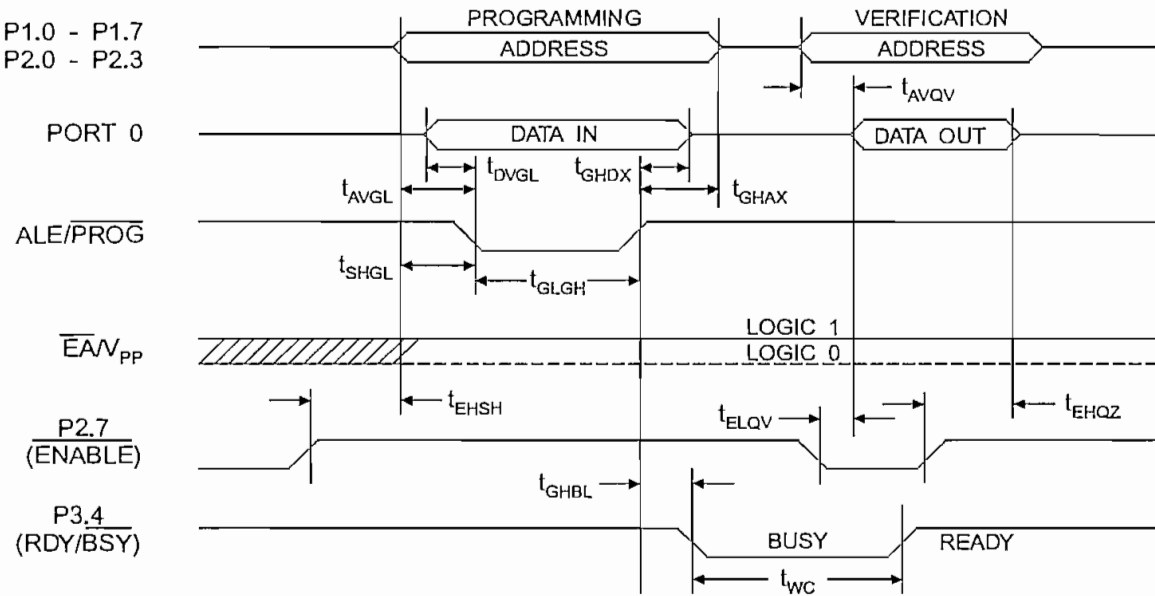 PROGRAMMING VERIFICATION
P1.0 - P1.7
P2.0 - P2.3
ADDRESS ADDRESS
tAVQV
PORT 0 DATA IN DATA OUT
tDVGL tGHDX
tAVGL tGHAX
ALE/PROG
tSHGL tGLGH
LOGIC 1
EA/VPP
LOGIC 0
tEHSH tELQV tEHQZ
P2.7
(ENABLE)
tGHBL
P3.4
(RDY/BSY) BUSY READY
tWC